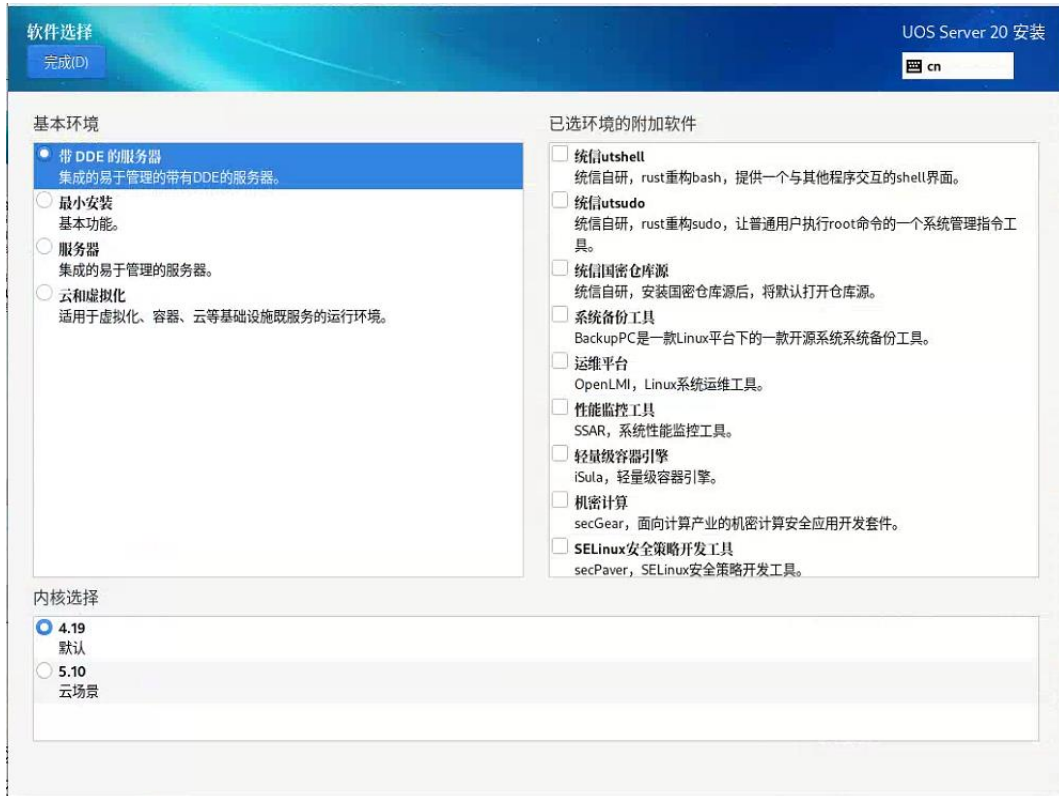 软件选择
完成(D)
UOS Server 20 安装
cn
基本环境
带 DDE 的服务器
集成的易于管理的带有DDE的服务器。
最小安装
基本功能。
服务器
集成的易于管理的服务器。
云和虚拟化
适用于虚拟化、容器、云等基础设施既服务的运行环境。
已选环境的附加软件
统信utshell
统信自研，rust重构bash，提供一个与其他程序交互的shell界面。
统信utsudo
统信自研，rust重构sudo，让普通用户执行root命令的一个系统管理指令工
具。
统信国密仓库源
统信自研，安装国密仓库源后，将默认打开仓库源。
系统备份工具
BackupPC是一款Linux平台下的一款开源系统系统备份工具。
运维平台
OpenLMI，Linux系统运维工具。
性能监控工具
SSAR，系统性能监控工具。
轻量级容器引擎
iSula，轻量级容器引擎。
机密计算
secGear，面向计算产业的机密计算安全应用开发套件。
SELinux安全策略开发工具
secPaver，SELinux安全策略开发工具。
内核选择
4.19
默认
5.10
云场景